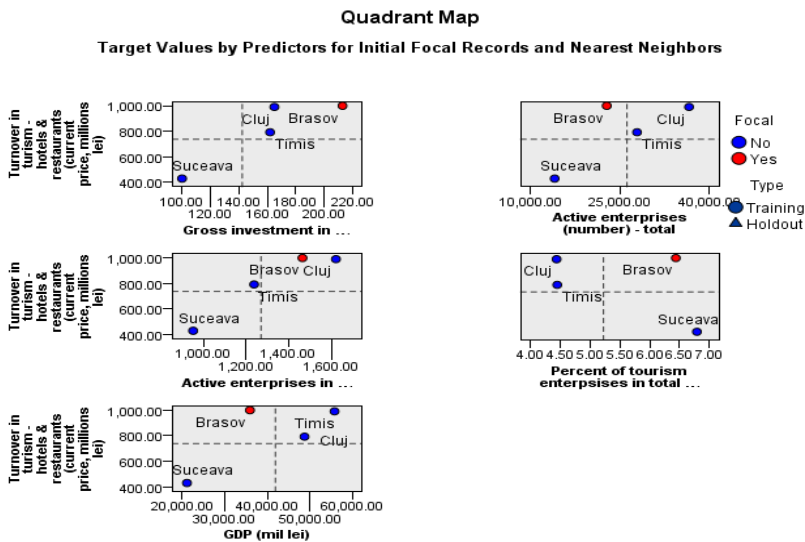 Quadrant Map
Target Values by Predictors for Initial Focal Records and Nearest Neighbors
Turnover in
turism -
hotels &
restaurants
(current
price, millions
lei)
1,000.00
800.00
600.00
400.00
Cluj
Brasov
Timis
Suceava
100.00 140.00 180.00 220.00
120.00 160.00 200.00
Gross investment in ...
Brasov
Cluj
Timis
Suceava
10,000.00 25,000.00 40,000.00
Active enterprises
(number) - total
Focal
No
Yes
Type
Training
Holdout
Turnover in
turism -
hotels &
restaurants
(current
price, millions
lei)
1,000.00
800.00
600.00
400.00
Brasov Cluj
Timis
Suceava
1,000.00 1,400.00
1,200.00 1,600.00
Active enterprises in ...
Cluj
Brasov
Timis
Suceava
4.00 4.50 5.00 5.50 6.00 6.50 7.00
Percent of tourism
enterpsises in total ...
Turnover in
turism -
hotels &
restaurants
(current
price, millions
lei)
1,000.00
800.00
600.00
400.00
Brasov
Timis
Cluj
Suceava
20,000.00 40,000.00 60,000.00
30,000.00 50,000.00
GDP (mil lei)